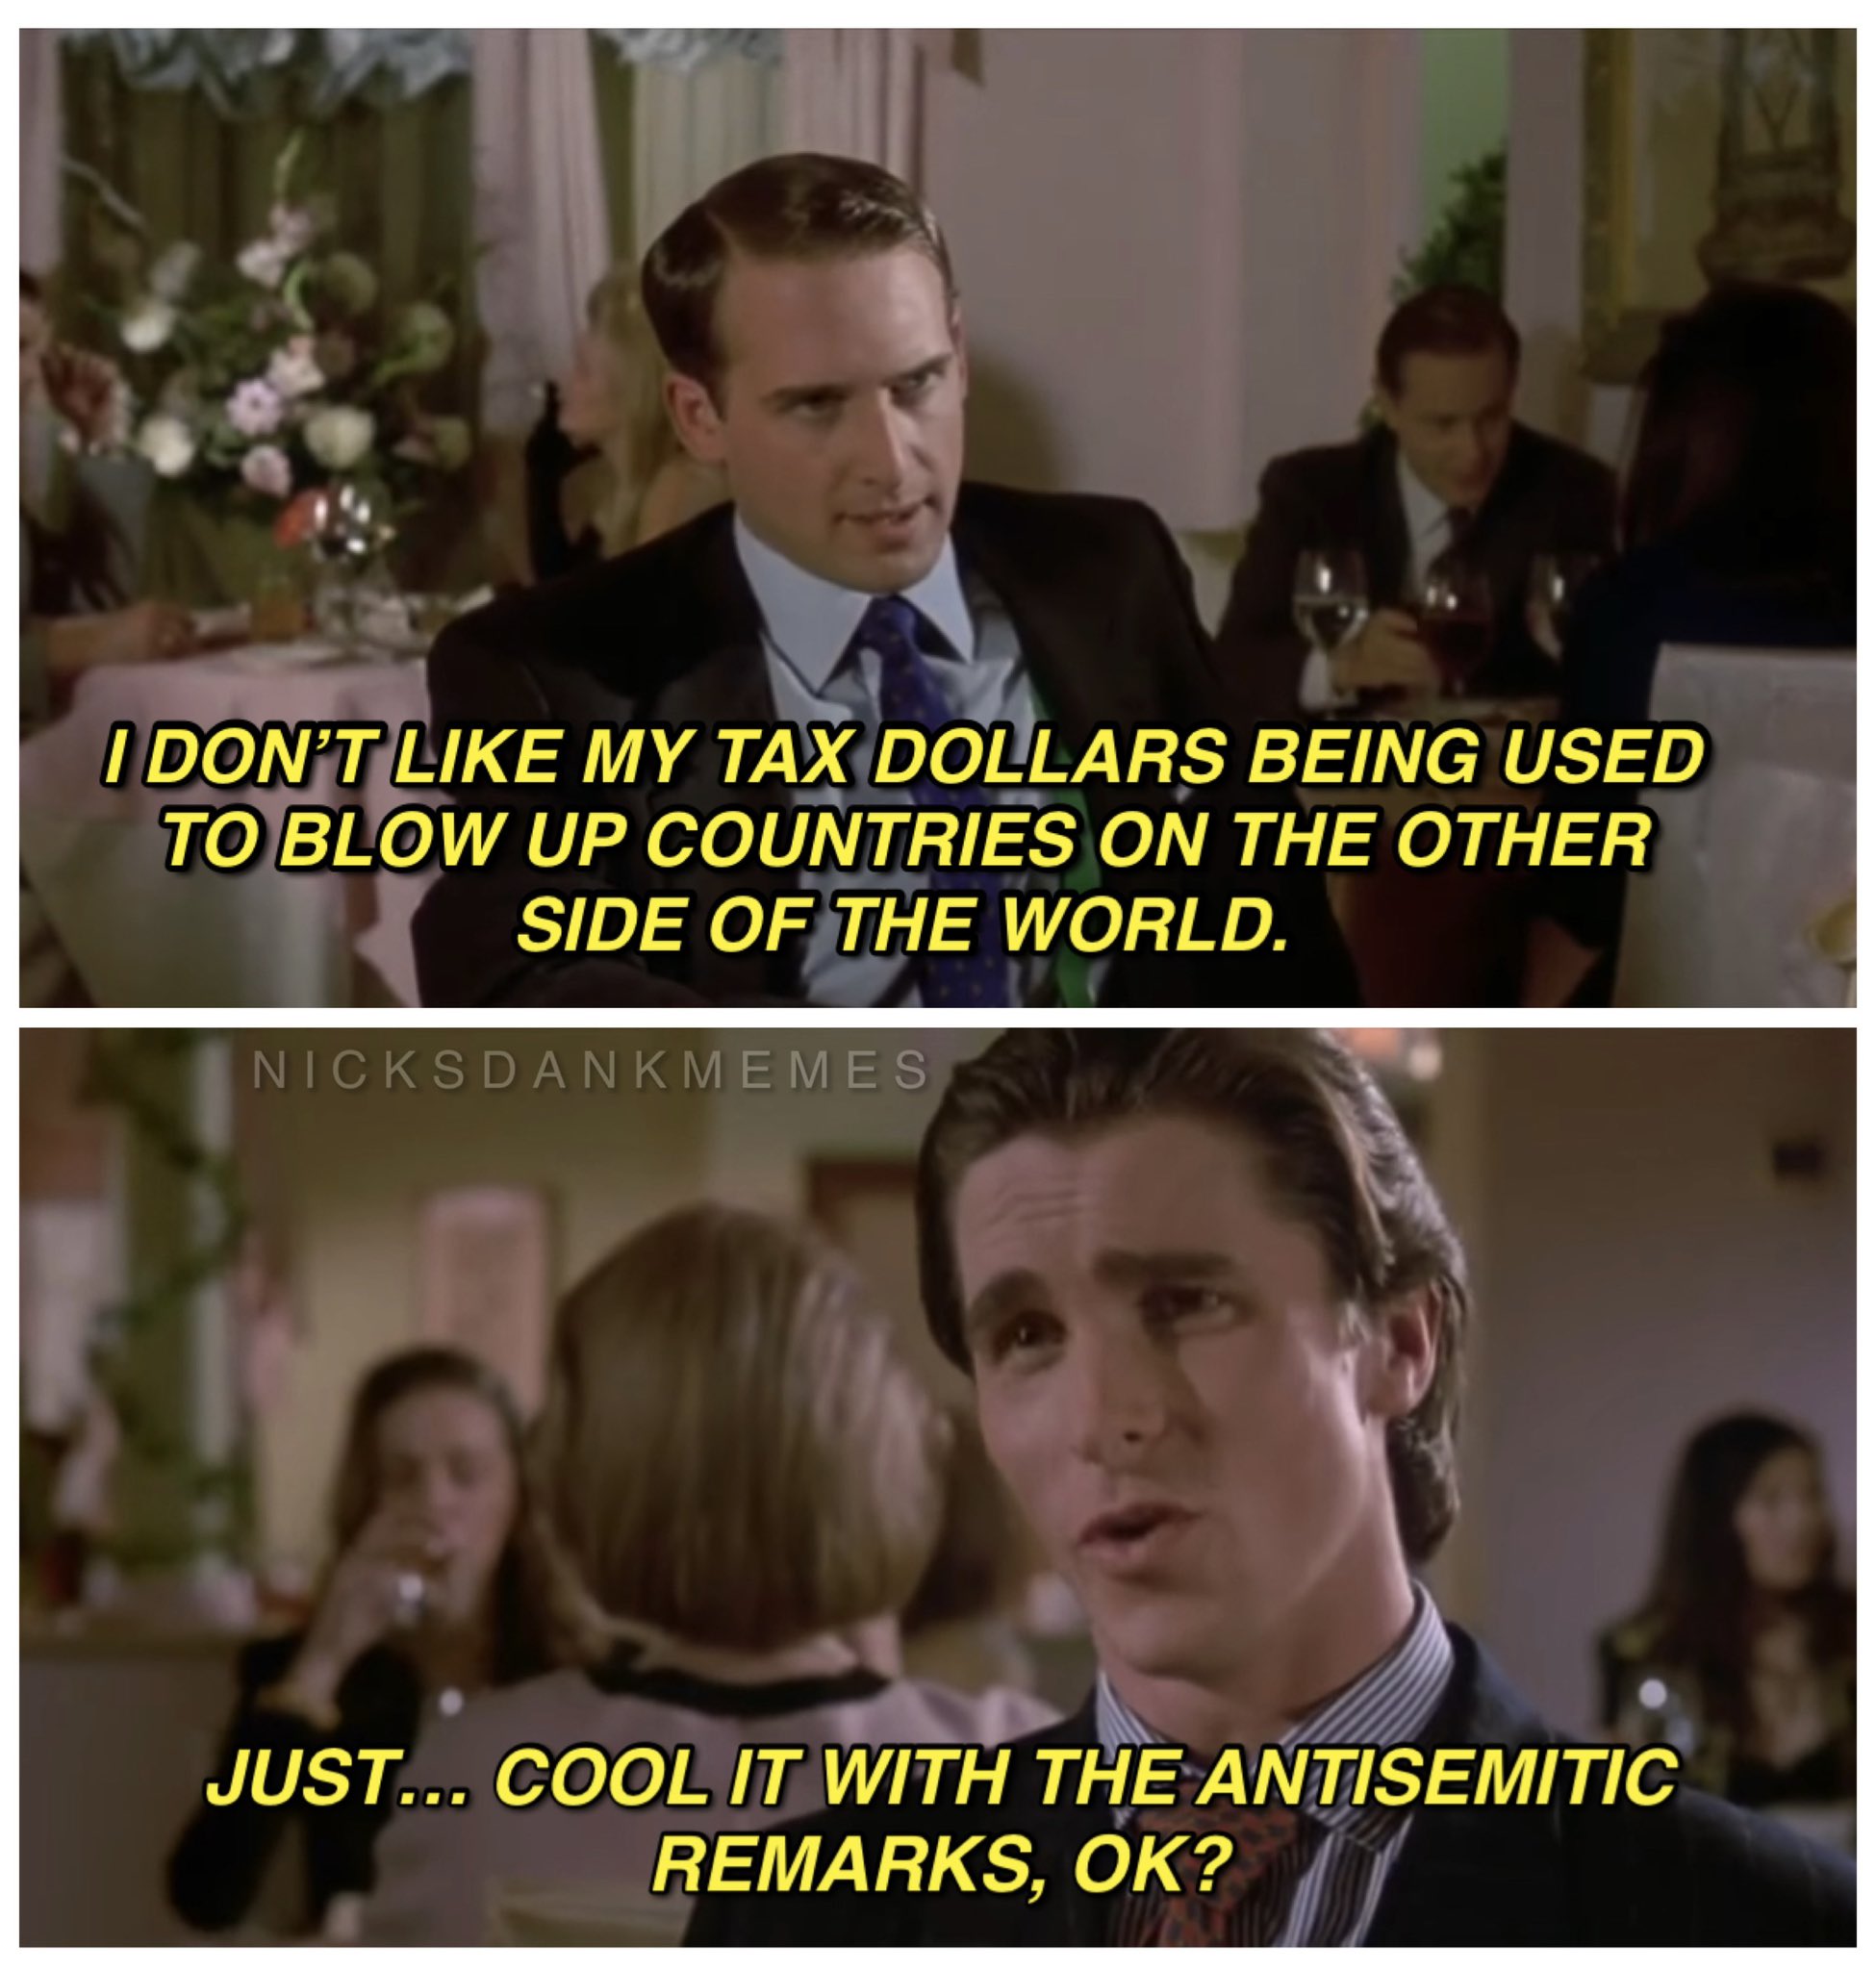 I DON'T LIKE MY TAX DOLLARS BEING USED
TO BLOW UP COUNTRIES ON THE OTHER
SIDE OF THE WORLD.
NICKSDANKMEMES
JUST... COOL IT WITH THE ANTISEMITIC
REMARKS, OK?